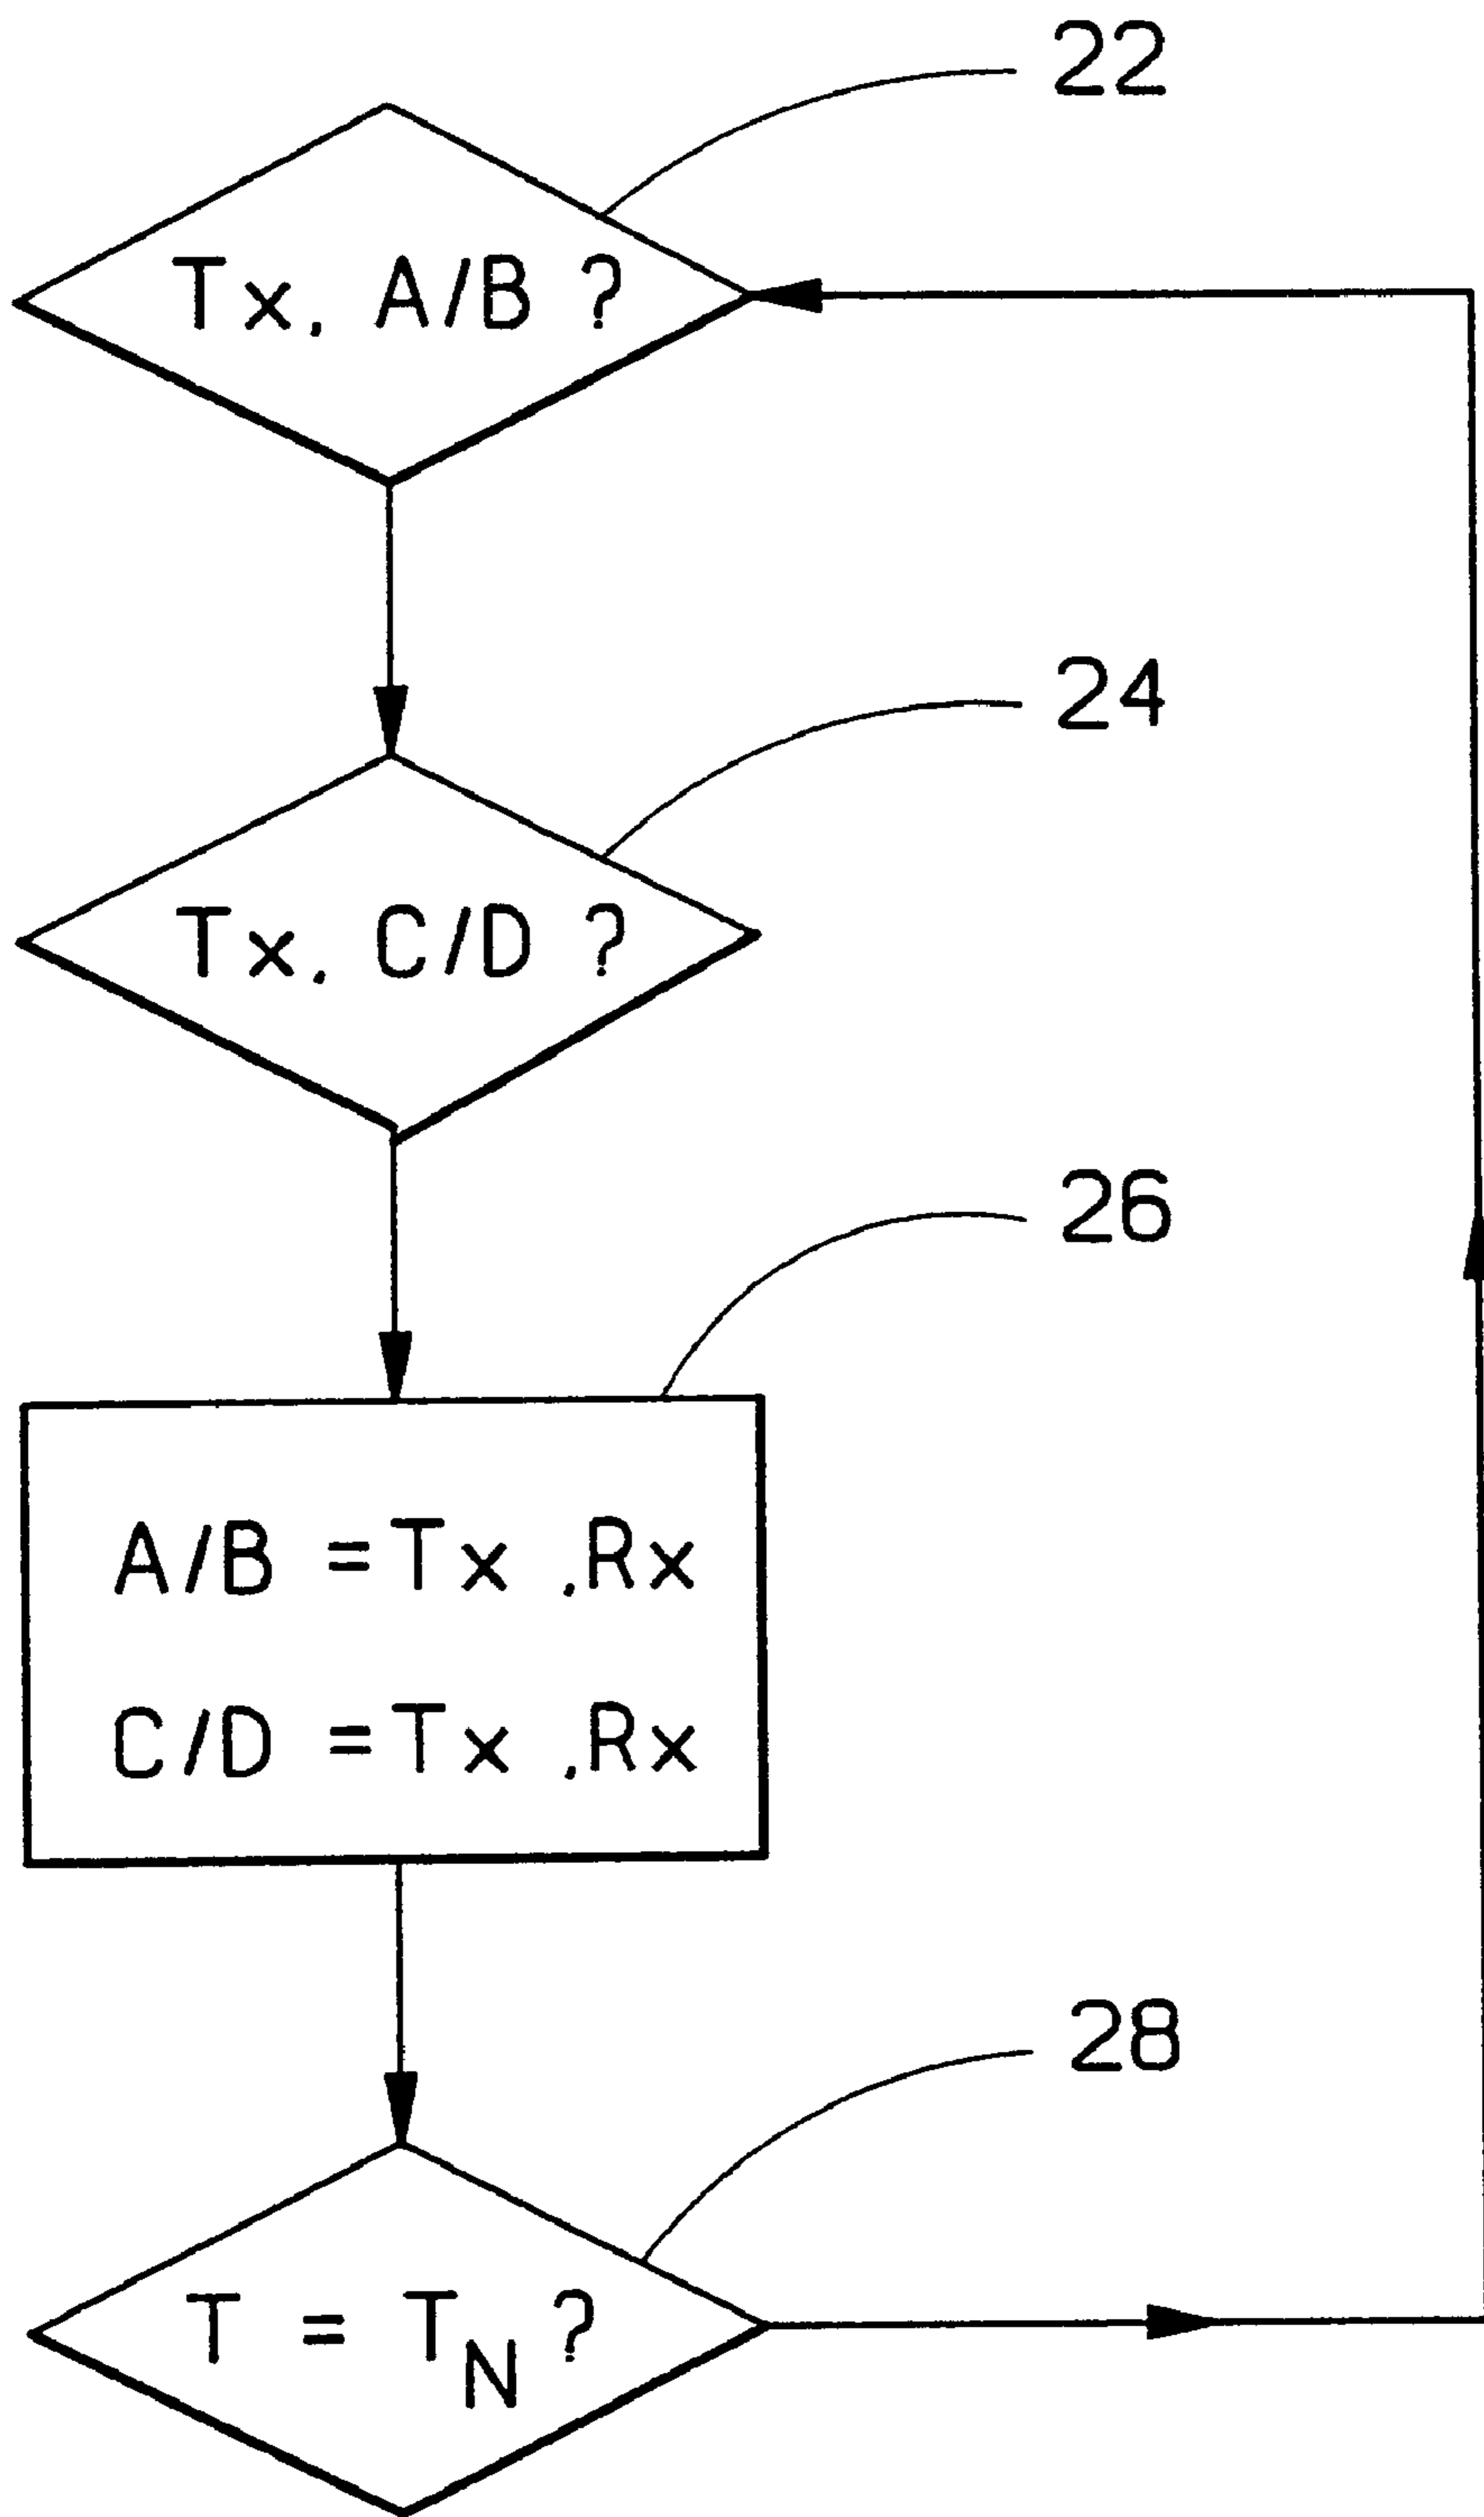 22
Tx, A/B ?
24
Tx, C/D ?
26
A/B =Tx ,Rx
C/D =Tx ,Rx
28
T = TN ?